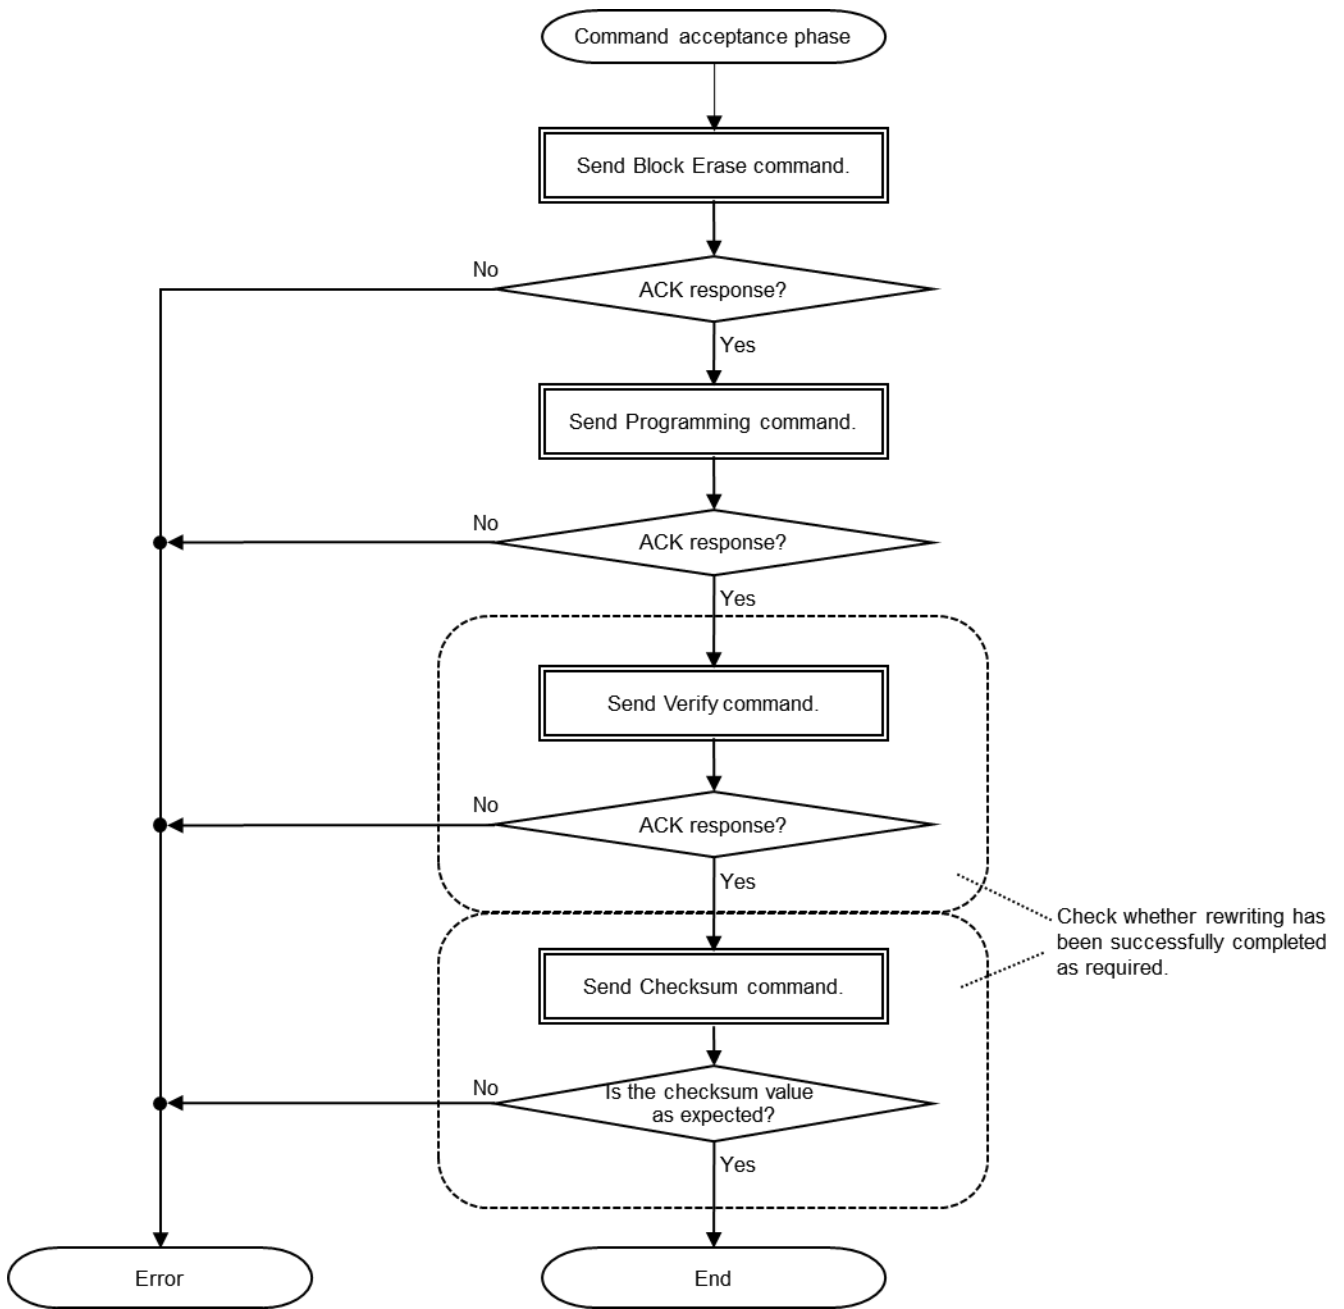 Command acceptance phase
Send Block Erase command.
No
ACK response?
Yes
Send Programming command.
No
ACK response?
Yes
Send Verify command.
No
ACK response?
Yes
Check whether rewriting has
been successfully completed
as required.
Send Checksum command.
No
Is the checksum value
as expected?
Yes
Error
End